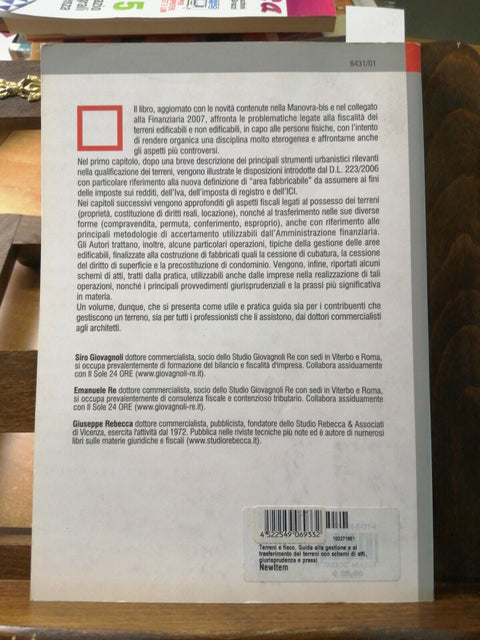 6431/01
Il libro, aggiornato con le novità contenute nella Manovra-bis e nel collegato
alla Finanziaria 2007, affronta le problematiche legate alla fiscalità dei
terreni edificabili e non edificabili, in capo alle persone fisiche, con l'intento
di rendere organica una disciplina molto eterogenea e affrontarne anche
gli aspetti più controversi.
Nel primo capitolo, dopo una breve descrizione dei principali strumenti urbanistici rilevanti
nella qualificazione dei terreni, vengono illustrate le disposizioni introdotte dal D.L. 223/2006
con particolare riferimento alla nuova definizione di "area fabbricabile" da assumere ai fini
delle imposte sui redditi, dell'Iva, dell'imposta di registro e dell'ICI.
Nei capitoli successivi vengono approfonditi gli aspetti fiscali legati al possesso dei terreni
(proprietà, costituzione di diritti reali, locazione), nonché al trasferimento nelle sue diverse
forme (compravendita, permuta, conferimento, esproprio), anche con riferimento alle
principali metodologie di accertamento utilizzabili dall'Amministrazione finanziaria.
Gli Autori trattano, inoltre, alcune particolari operazioni, tipiche della gestione delle aree
edificabili, finalizzate alla costruzione di fabbricati quali la cessione di cubatura, la cessione
del diritto di superficie e la precostituzione di condominio. Vengono, infine, riportati alcuni
schemi di atti, tratti dalla pratica, utilizzabili anche dalle imprese nella realizzazione di tali
operazioni, nonché i principali provvedimenti giurisprudenziali e la prassi più significativa
in materia.
Un volume, dunque, che si presenta come utile e pratica guida sia per i contribuenti che
gestiscono un terreno, sia per tutti i professionisti che li assistono, dai dottori commercialisti
agli architetti.
Siro Giovagnoli dottore commercialista, socio dello Studio Giovagnoli Re con sedi in Viterbo e Roma,
si occupa prevalentemente di formazione del bilancio e fiscalità d'impresa. Collabora assiduamente
con Il Sole 24 ORE (www.giovagnoli-re.it).
Emanuele Re dottore commercialista, socio dello Studio Giovagnoli Re con sedi in Viterbo e Roma,
si occupa prevalentemente di consulenza fiscale e contenzioso tributario. Collabora assiduamente
con Il Sole 24 ORE (www.giovagnoli-re.it).
Giuseppe Rebecca dottore commercialista, pubblicista, fondatore dello Studio Rebecca & Associati
di Vicenza, esercita l'attività dal 1972. Pubblica nelle riviste tecniche più note ed è autore di numerosi
libri sulle materie giuridiche e fiscali (www.studiorebecca.it).
4 522549 069332
100271861
Terreni e fisco. Guida alla gestione e al
trasferimento dei terreni con schemi di atti,
giurisprudenza e prassi
NewItem